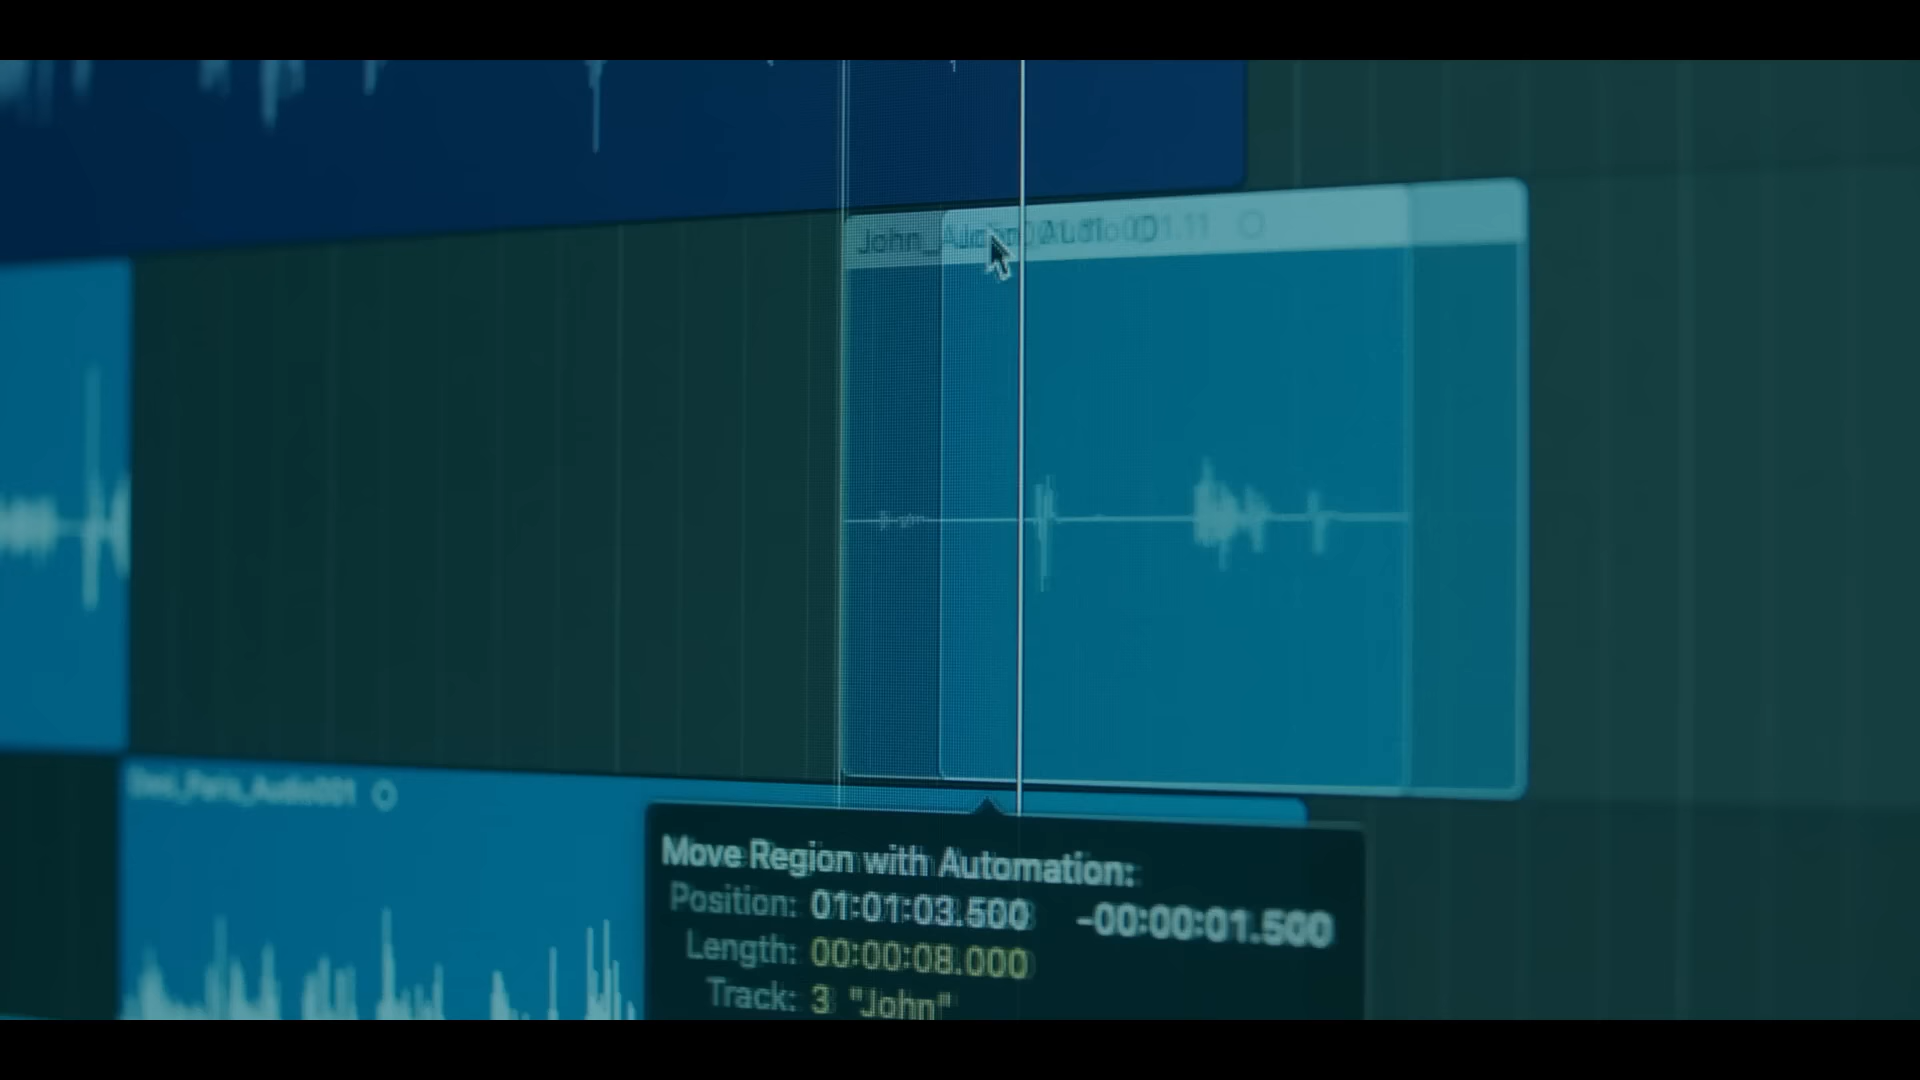 John_
Move Region with Automation:
Position: 01:01:03.500 -00:00:01.500
Length: 00:00:08.000
Track: 3 "John"